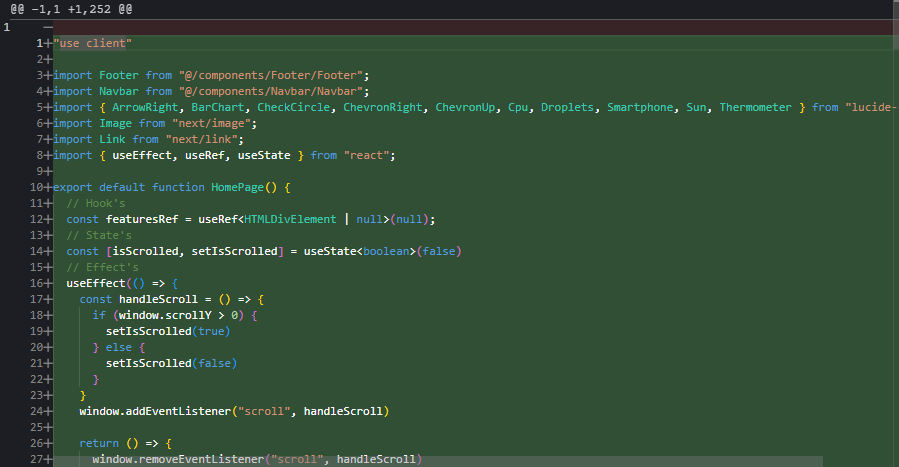 @@ -1,1 +1,252 @@
1 —
1+"use client"
2+
3+import Footer from "@/components/Footer/Footer";
4+import Navbar from "@/components/Navbar/Navbar";
5+import { ArrowRight, BarChart, CheckCircle, ChevronRight, ChevronUp, Cpu, Droplets, Smartphone, Sun, Thermometer } from "lucide-
6+import Image from "next/image";
7+import Link from "next/link";
8+import { useEffect, useRef, useState } from "react";
9+
10+export default function HomePage() {
11+  // Hook's
12+  const featuresRef = useRef<HTMLDivElement | null>(null);
13+  // State's
14+  const [isScrolled, setIsScrolled] = useState<boolean>(false)
15+  // Effect's
16+  useEffect(() => {
17+    const handleScroll = () => {
18+      if (window.scrollY > 0) {
19+        setIsScrolled(true)
20+      } else {
21+        setIsScrolled(false)
22+      }
23+    }
24+    window.addEventListener("scroll", handleScroll)
25+
26+    return () => {
27+      window.removeEventListener("scroll", handleScroll)